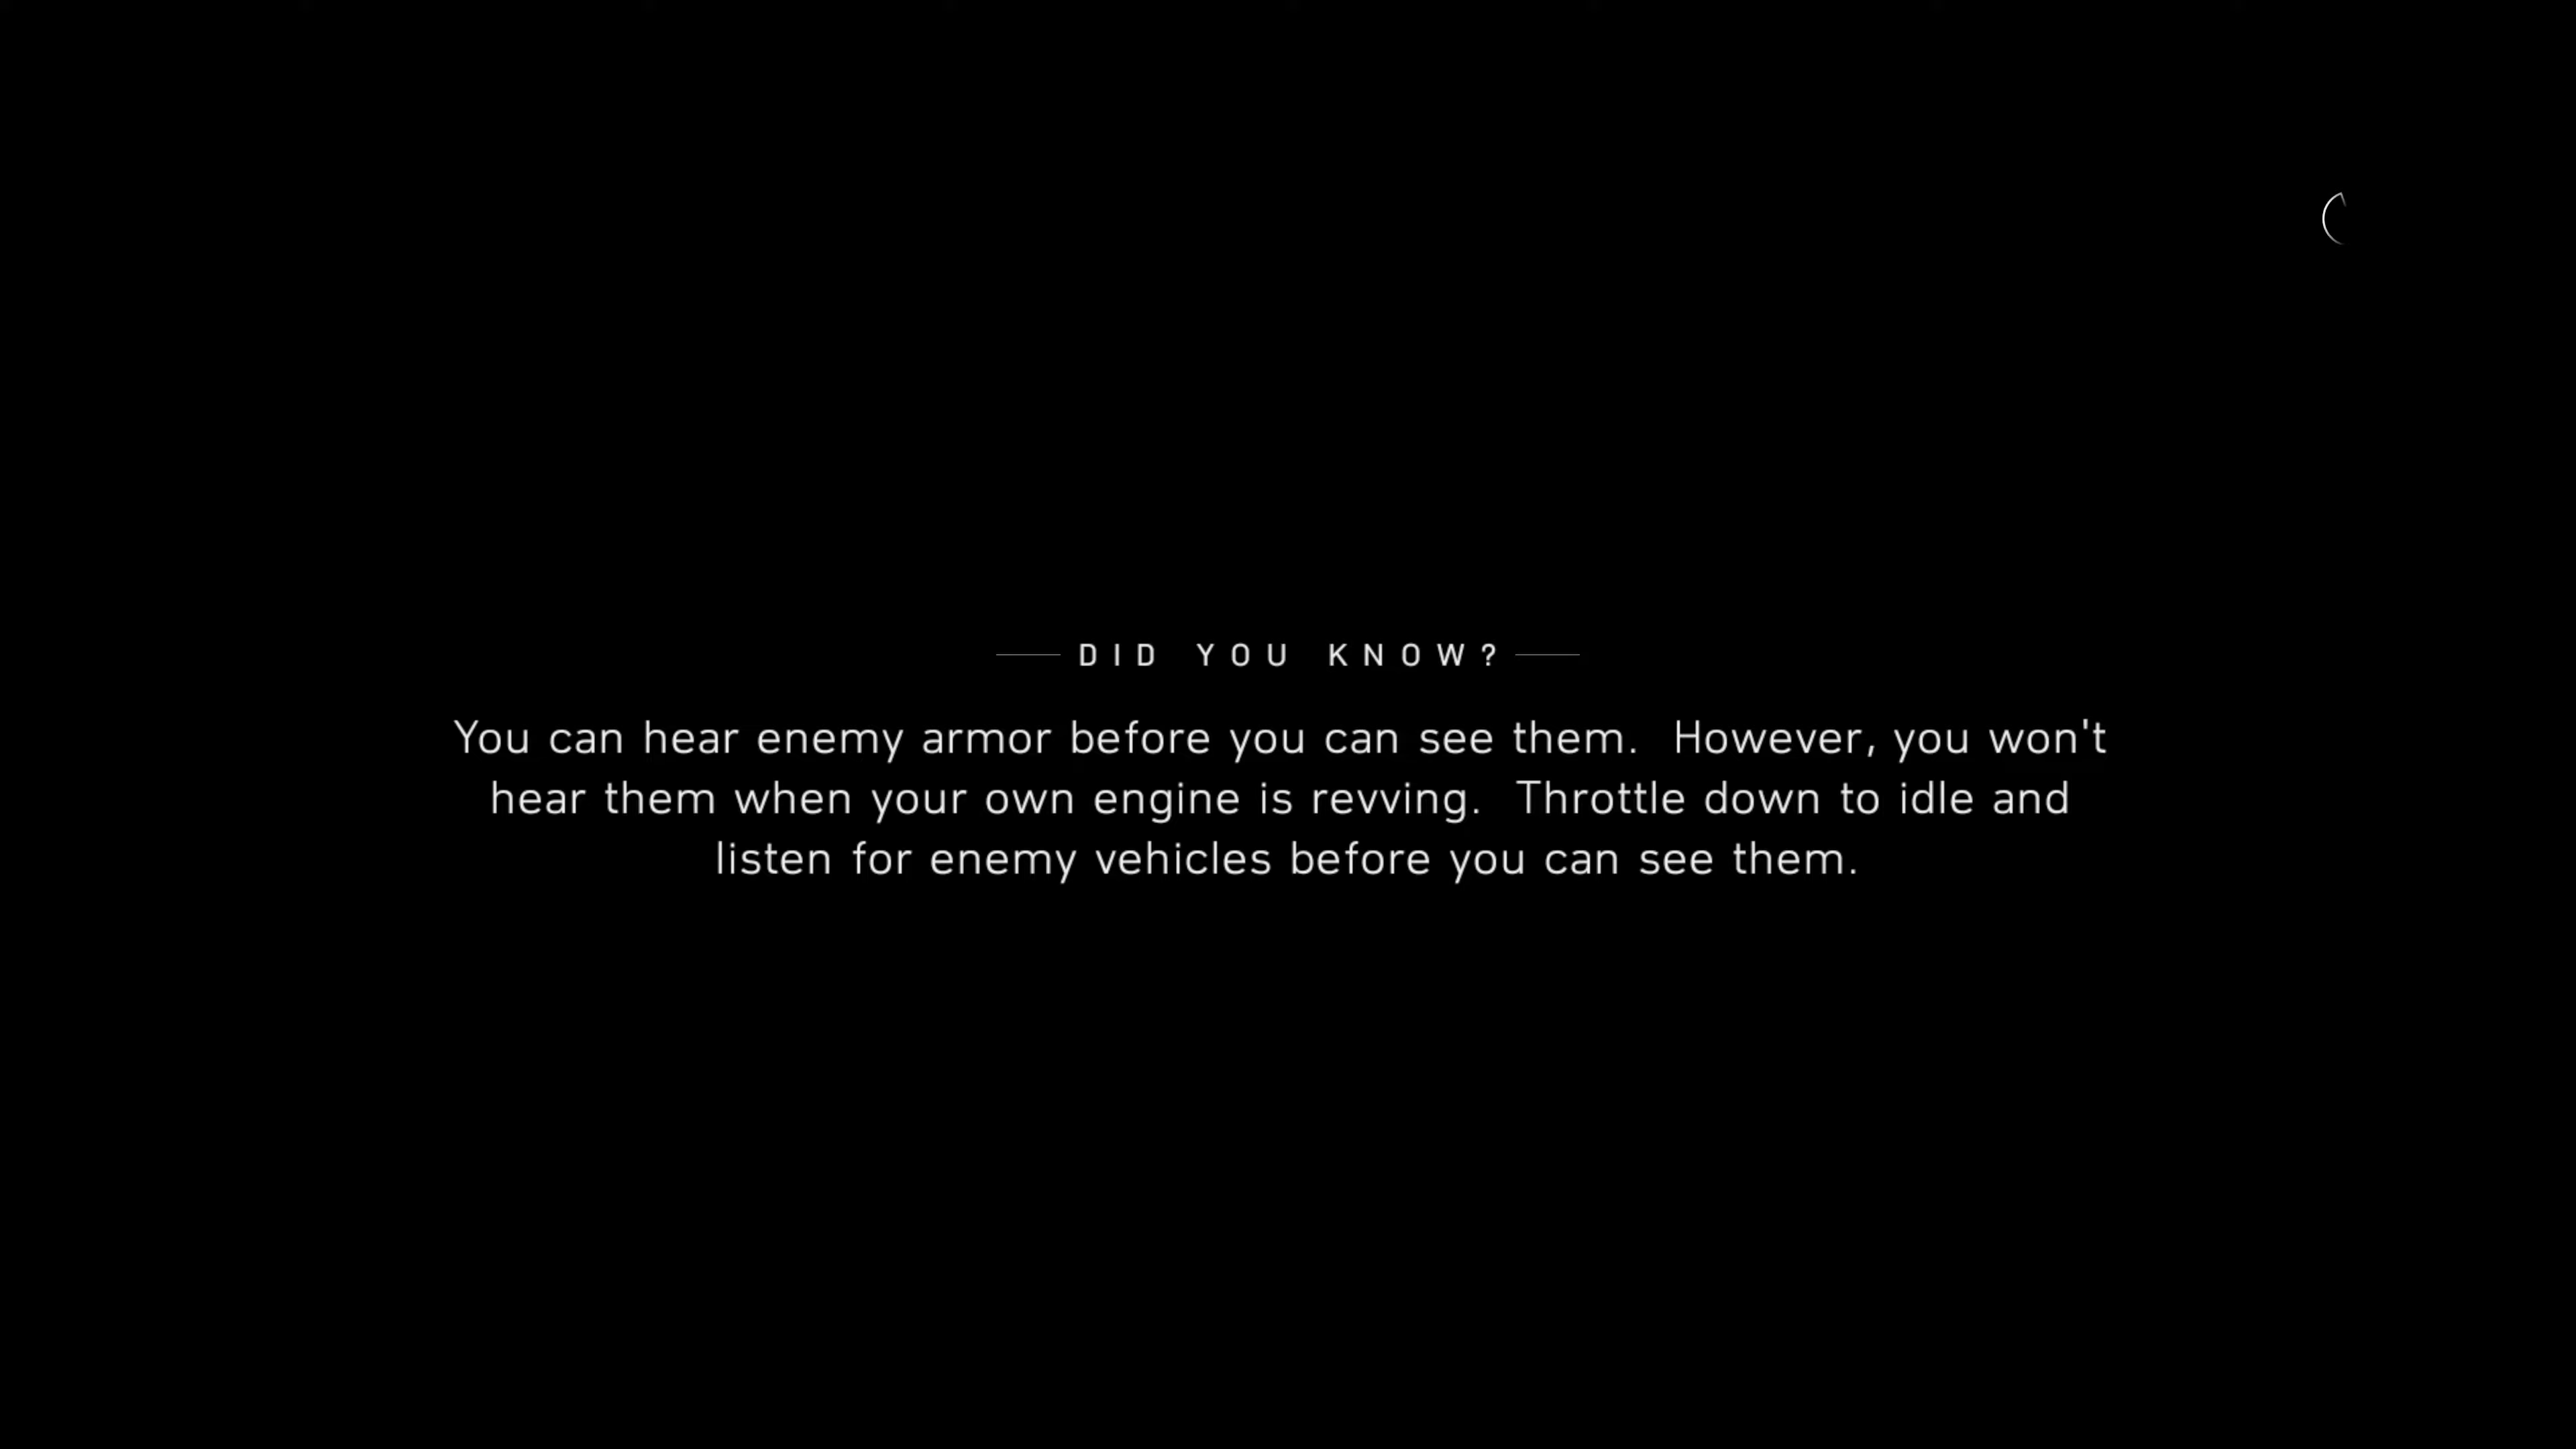 DID YOU KNOW?
You can hear enemy armor before you can see them.  However, you won't
hear them when your own engine is revving.  Throttle down to idle and
listen for enemy vehicles before you can see them.